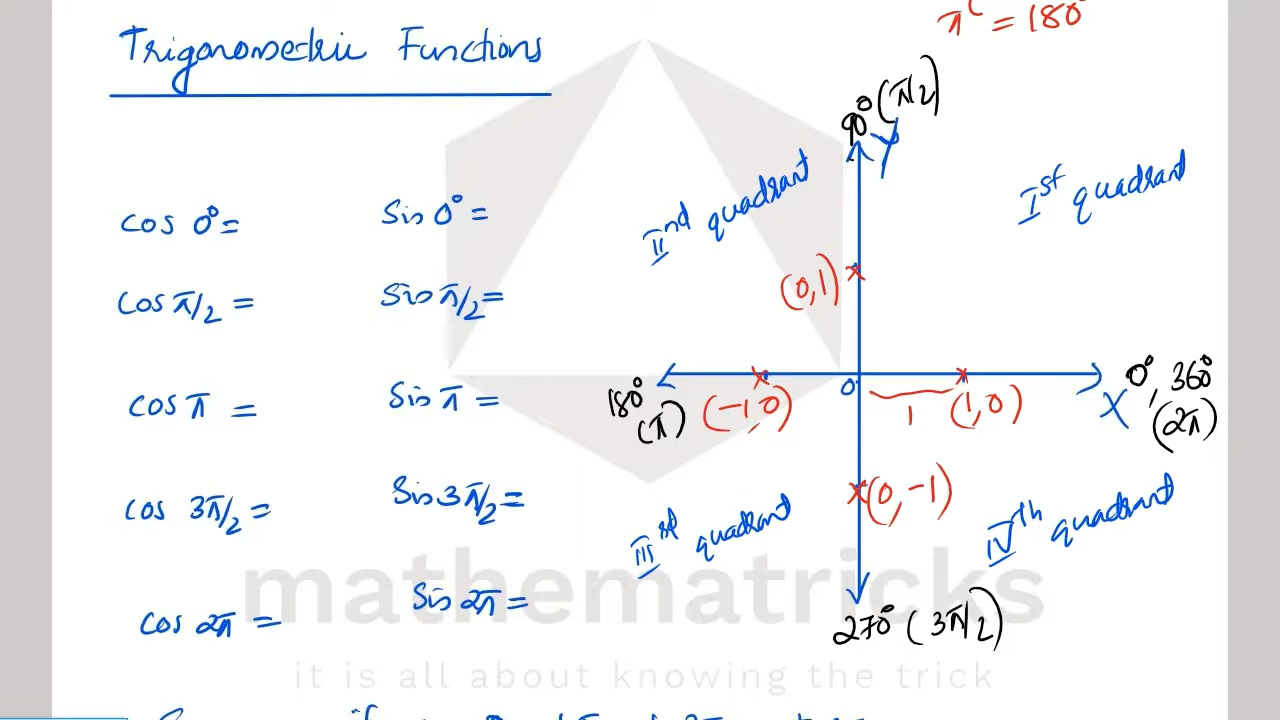 Trigonometric Functions
π^c = 180°
90° (π/2)
Y
IInd quadrant
Ist quadrant
cos 0° =
Sin 0° =
cos π/2 =
Sin π/2 =
(0,1)
cos π =
Sin π =
180°
(π)
(-1,0)
0
1
(1,0)
X
0°, 360°
(2π)
cos 3π/2 =
Sin 3π/2 =
(0,-1)
IIIst quadrant
IVth quadrant
cos 2π =
Sin 2π =
270° (3π/2)
mathematricks
it is all about knowing the trick